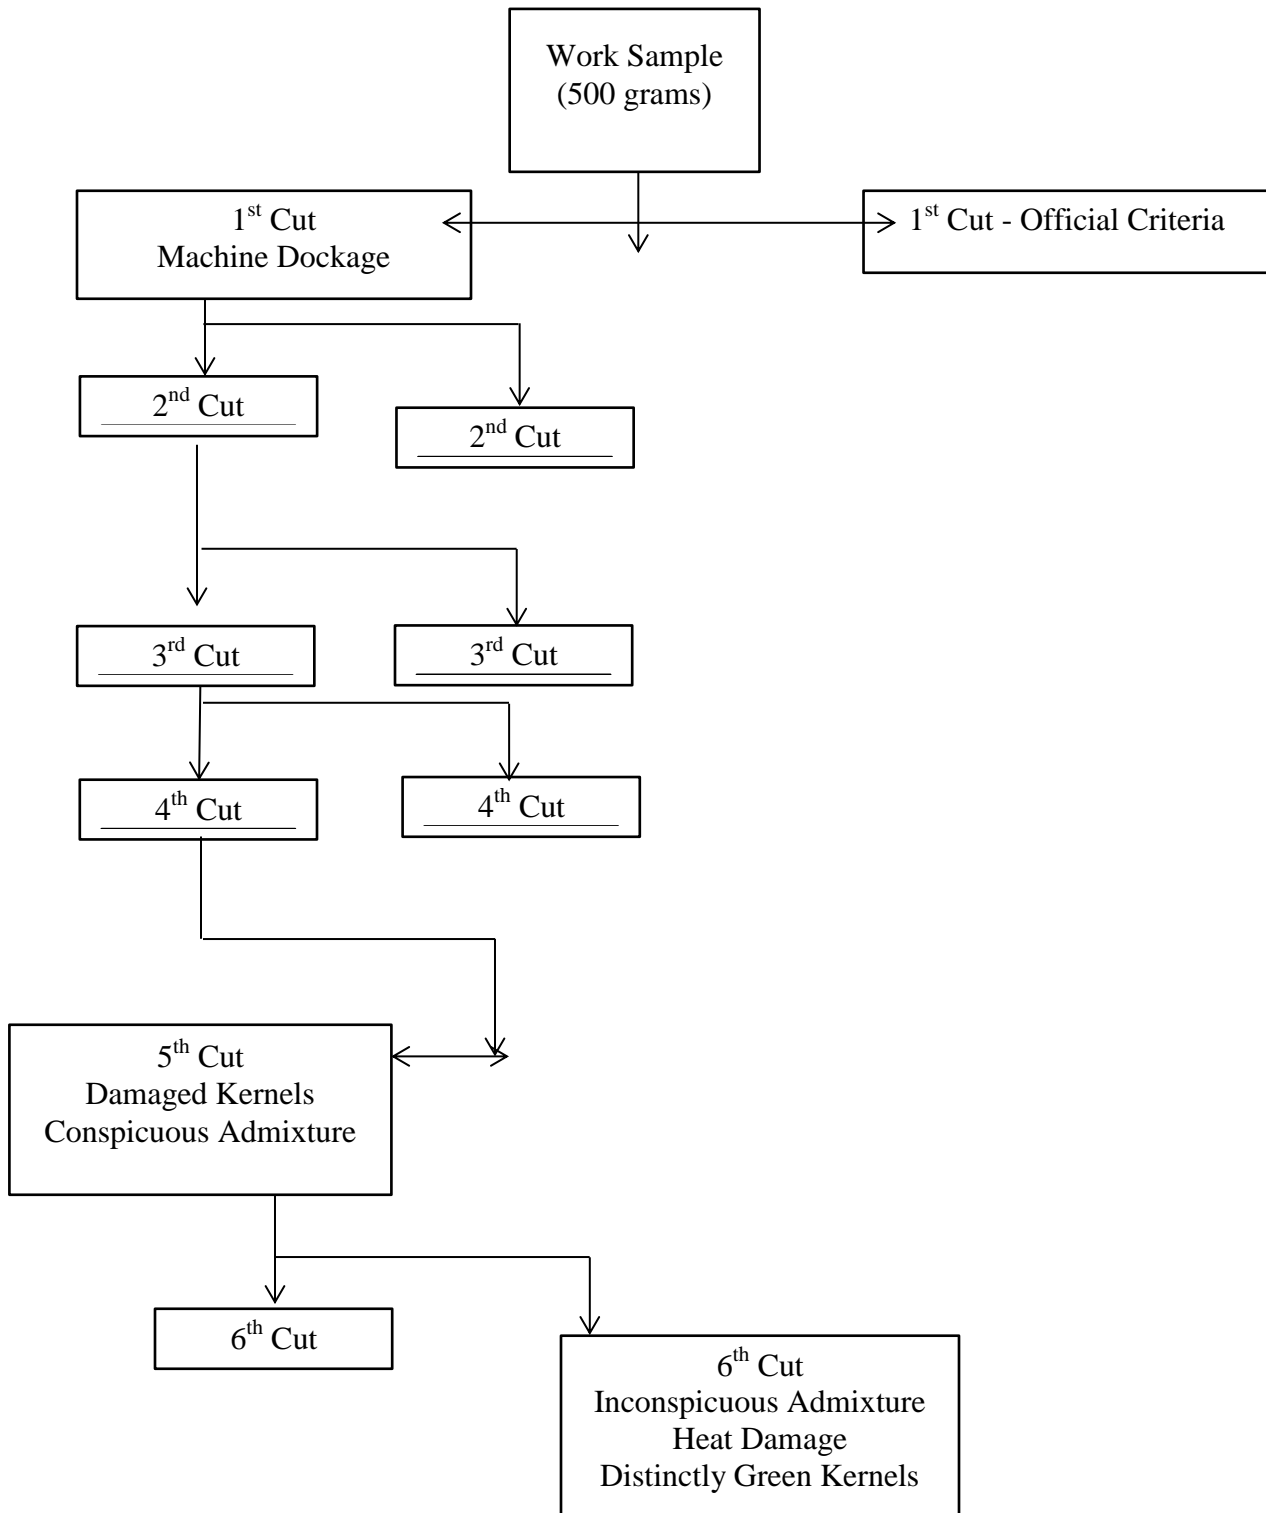 Work Sample
(500 grams)
1st Cut
Machine Dockage
1st Cut - Official Criteria
2nd Cut
2nd Cut
3rd Cut
3rd Cut
4th Cut
4th Cut
5th Cut
Damaged Kernels
Conspicuous Admixture
6th Cut
6th Cut
Inconspicuous Admixture
Heat Damage
Distinctly Green Kernels